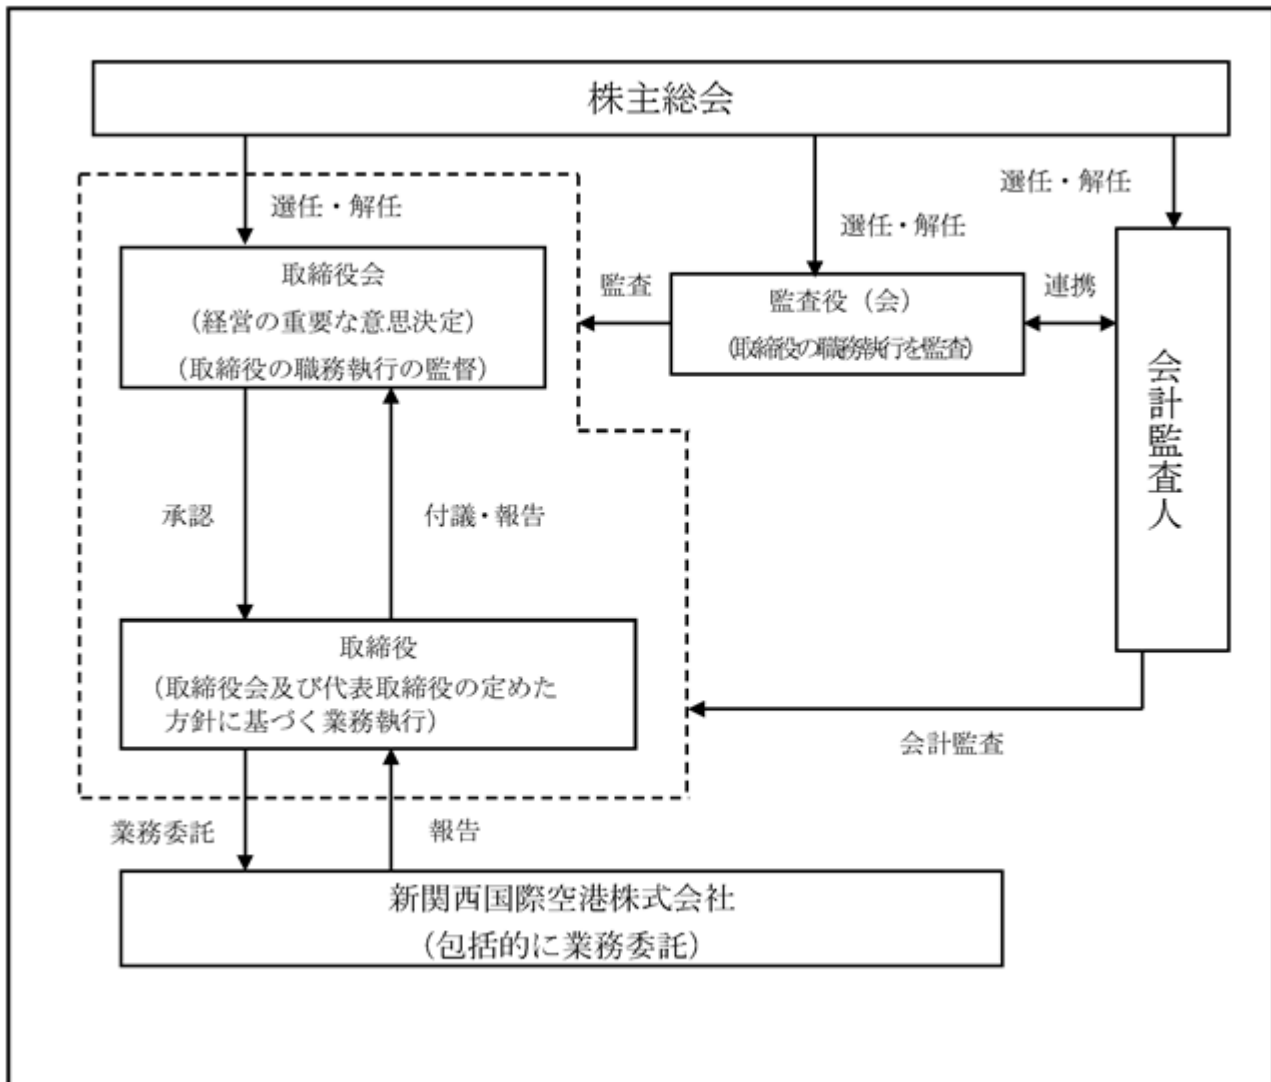 株主総会
選任・解任
選任・解任
選任・解任
取締役会
（経営の重要な意思決定）
（取締役の職務執行の監督）
監査
監査役（会）
（取締役の職務執行を監査）
連携
会計監査人
承認
付議・報告
取締役
（取締役会及び代表取締役の定めた
方針に基づく業務執行）
会計監査
業務委託
報告
新関西国際空港株式会社
（包括的に業務委託）